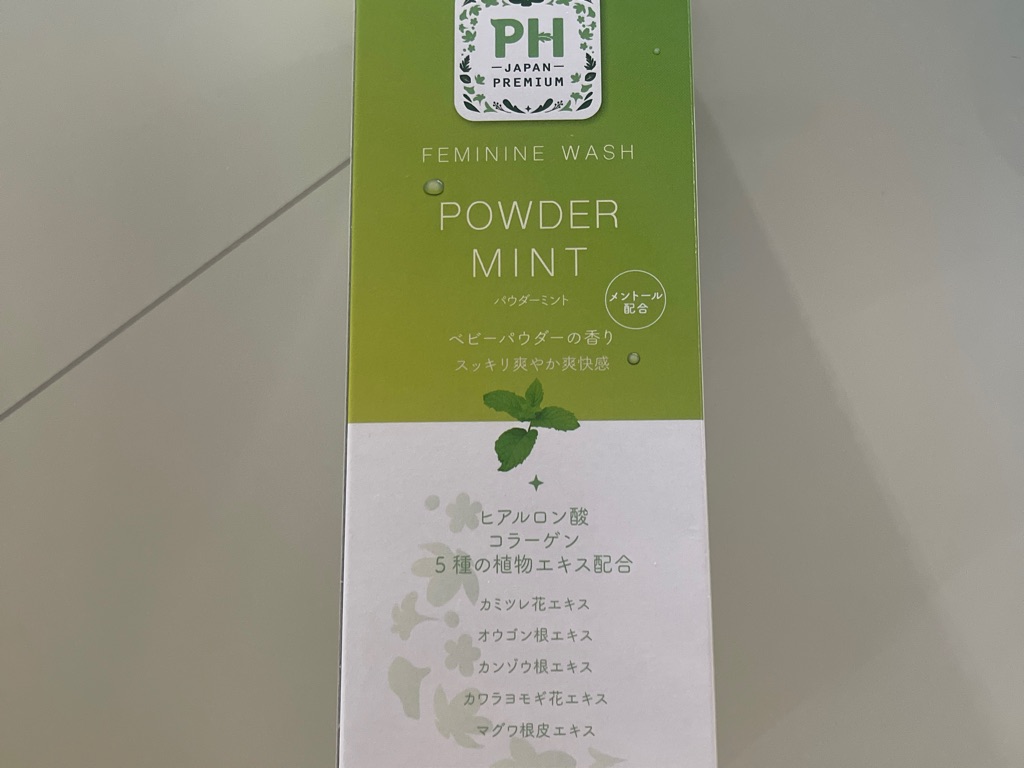 PH
JAPAN
PREMIUM
FEMININE WASH
POWDER
MINT
パウダーミント
メントール
配合
ベビーパウダーの香り
スッキリ爽やか爽快感
ヒアルロン酸
コラーゲン
5種の植物エキス配合
カミツレ花エキス
オウゴン根エキス
カンゾウ根エキス
カワラヨモギ花エキス
マグワ根皮エキス